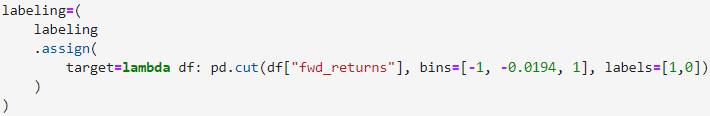 labeling=(
    labeling
    .assign(
        target=lambda df: pd.cut(df["fwd_returns"], bins=[-1, -0.0194, 1], labels=[1,0])
    )
)